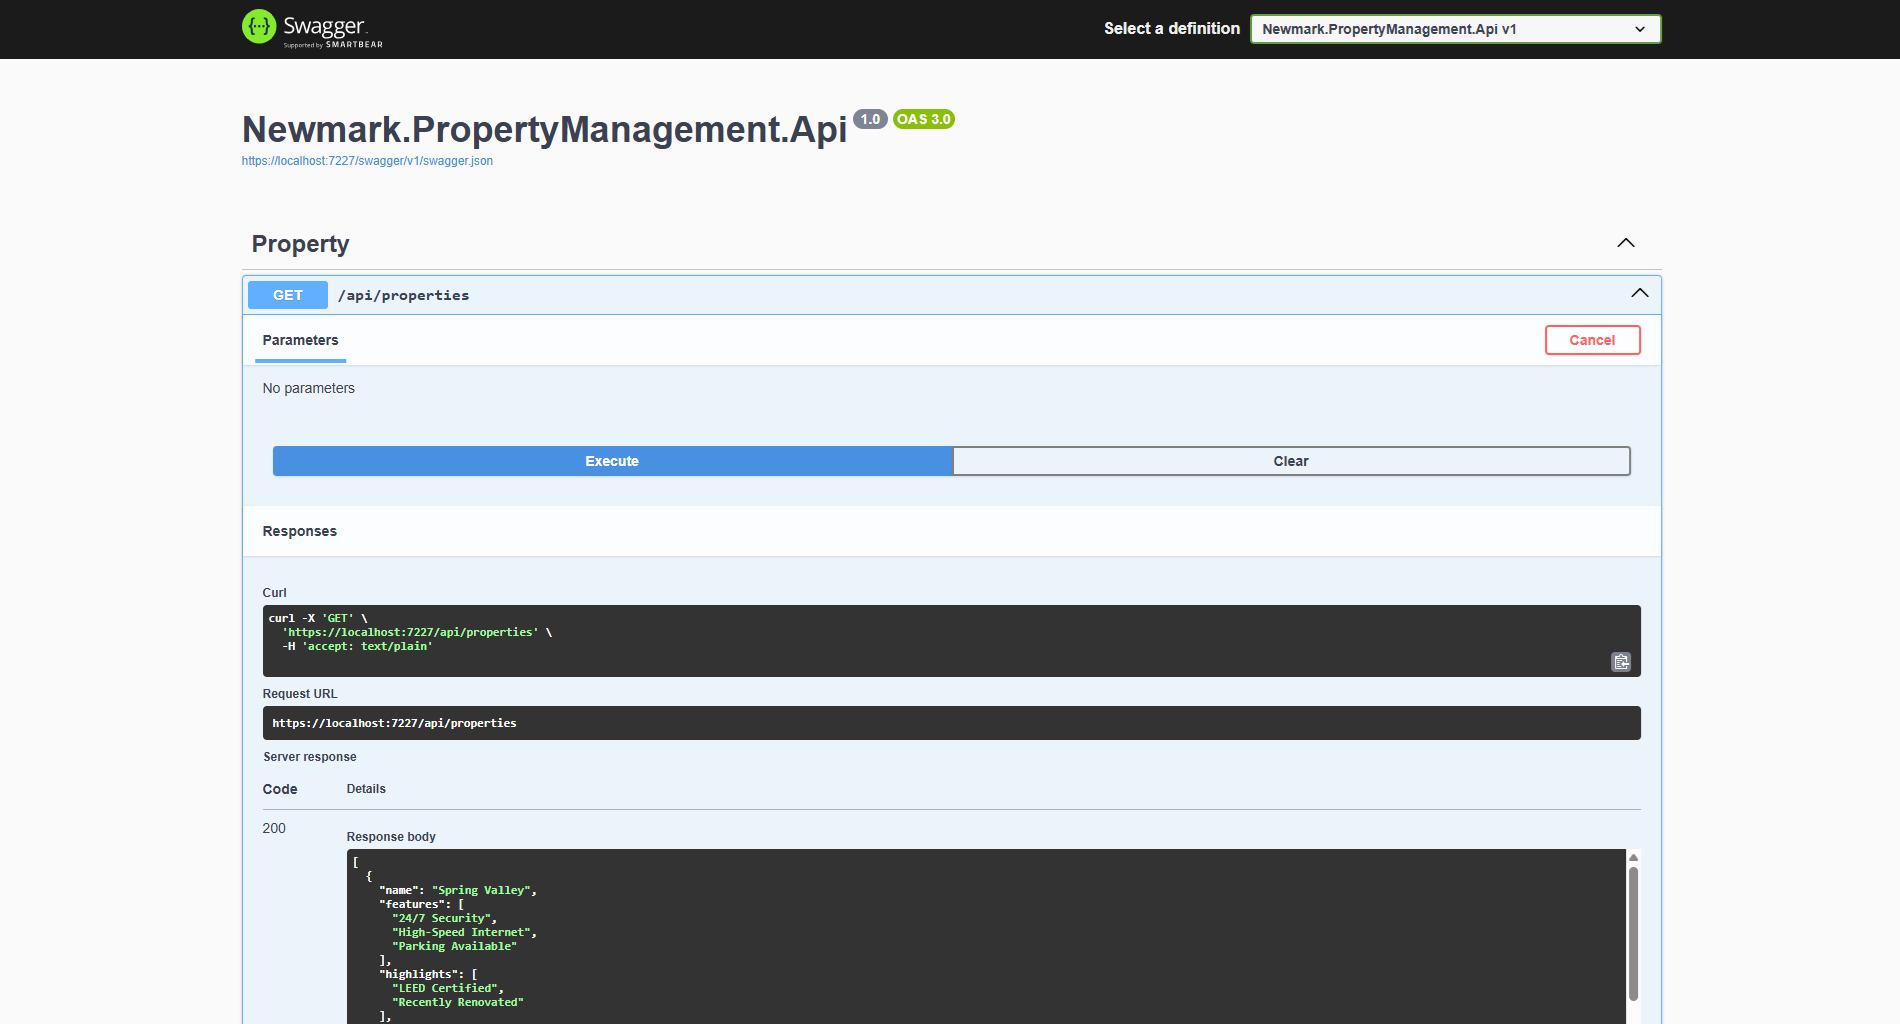 Swagger
Supported by SMARTBEAR
Select a definition
Newmark.PropertyManagement.Api v1
Newmark.PropertyManagement.Api 1.0 OAS 3.0
https://localhost:7227/swagger/v1/swagger.json
Property
GET /api/properties
Parameters
Cancel
No parameters
Execute
Clear
Responses
Curl
curl -X 'GET' \
  'https://localhost:7227/api/properties' \
  -H 'accept: text/plain'
Request URL
https://localhost:7227/api/properties
Server response
Code Details
200
Response body
[
  {
    "name": "Spring Valley",
    "features": [
      "24/7 Security",
      "High-Speed Internet",
      "Parking Available"
    ],
    "highlights": [
      "LEED Certified",
      "Recently Renovated"
    ],